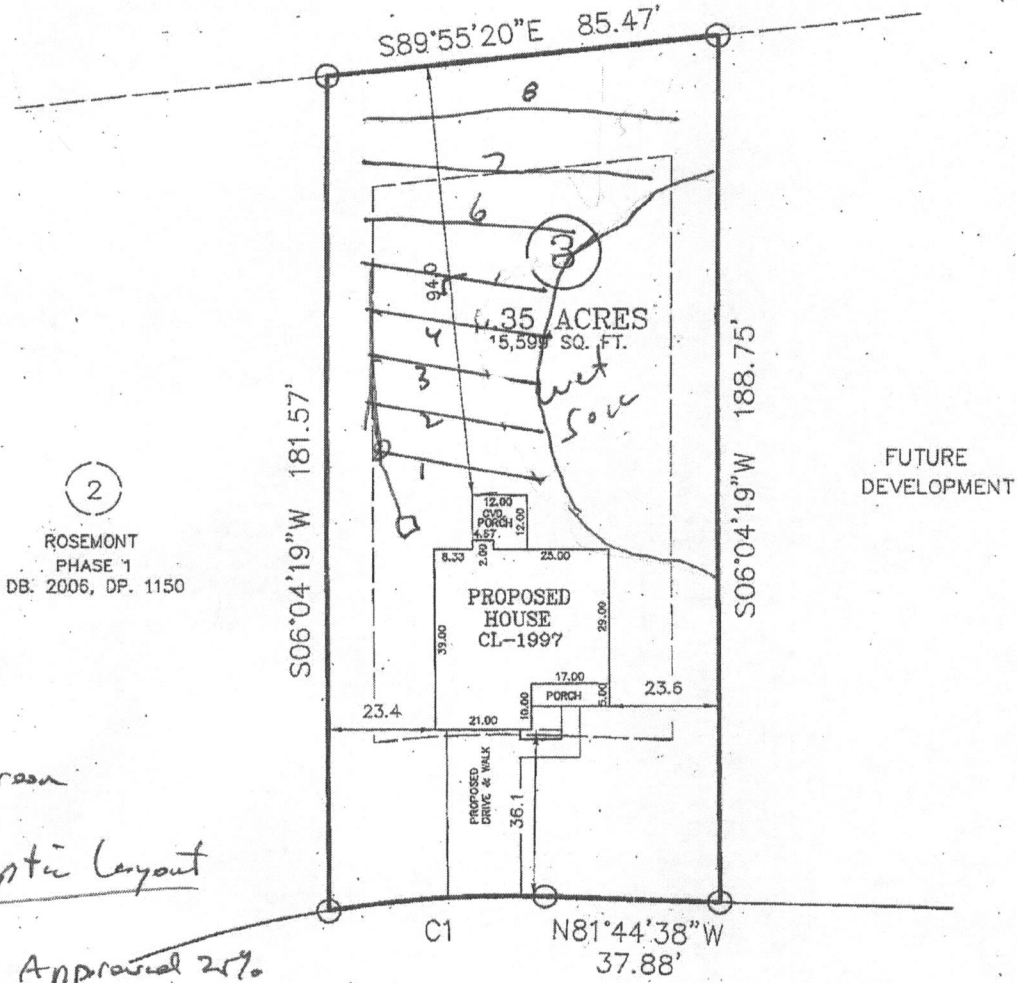 S89°55'20"E 85.47'
8
7
6
3
94.0
5
.35 ACRES
15,599 SQ. FT.
4
3
wet
2
1
S06°04'19"W 181.57'
S06°04'19"W 188.75'
2
ROSEMONT
PHASE 1
DB. 2006, DP. 1150
FUTURE
DEVELOPMENT
12.00
CVD.
PORCH
4.67
12.00
8.33
2.00
25.00
PROPOSED
HOUSE
CL-1997
39.00
29.00
17.00
PORCH
5.00
10.00
21.00
23.4
23.6
PROPOSED
DRIVE & WALK
36.1
Layout
C1
N81°44'38"W
37.88'
Approved 25%